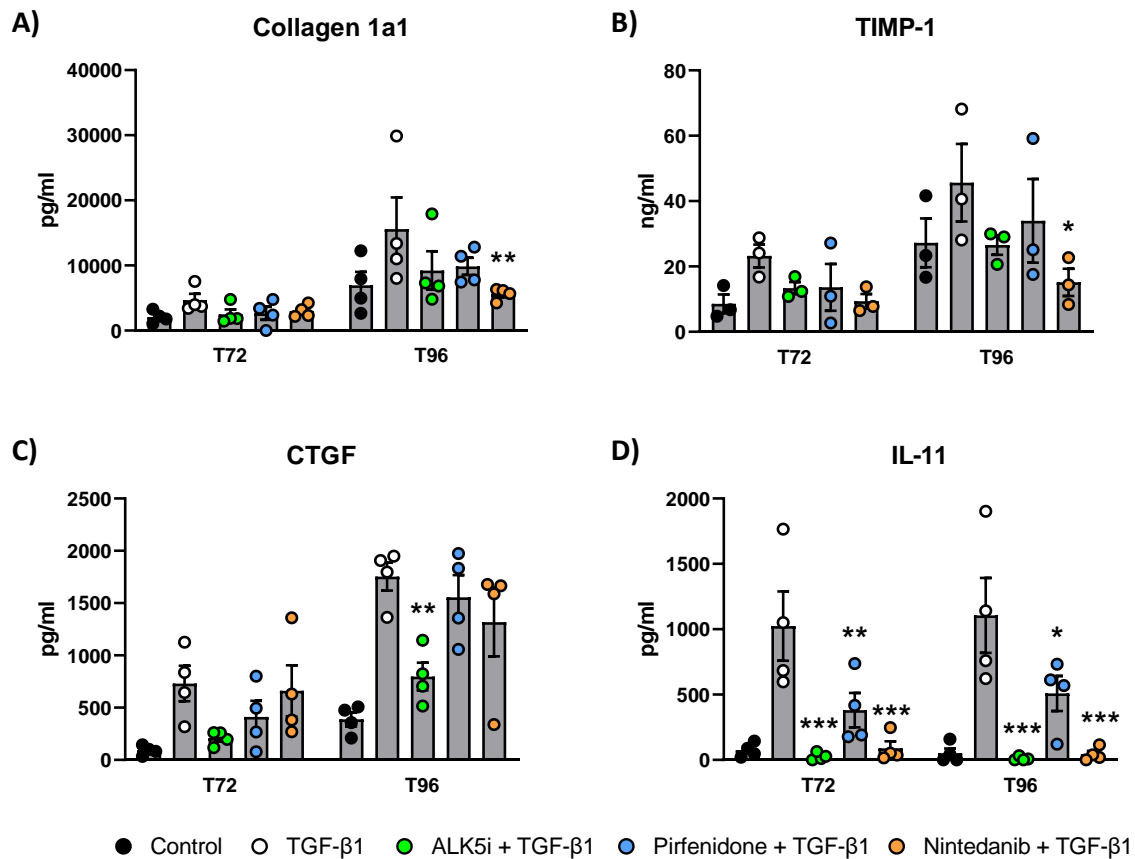 A)
Collagen 1a1
40000
30000
20000
10000
0
pg/ml
T72
T96
**
B)
TIMP-1
80
60
40
20
0
ng/ml
T72
T96
*
C)
CTGF
2500
2000
1500
1000
500
0
pg/ml
T72
T96
**
D)
IL-11
2000
1500
1000
500
0
pg/ml
***
**
***
***
*
***
T72
T96
Control
TGF-β1
ALK5i + TGF-β1
Pirfenidone + TGF-β1
Nintedanib + TGF-β1